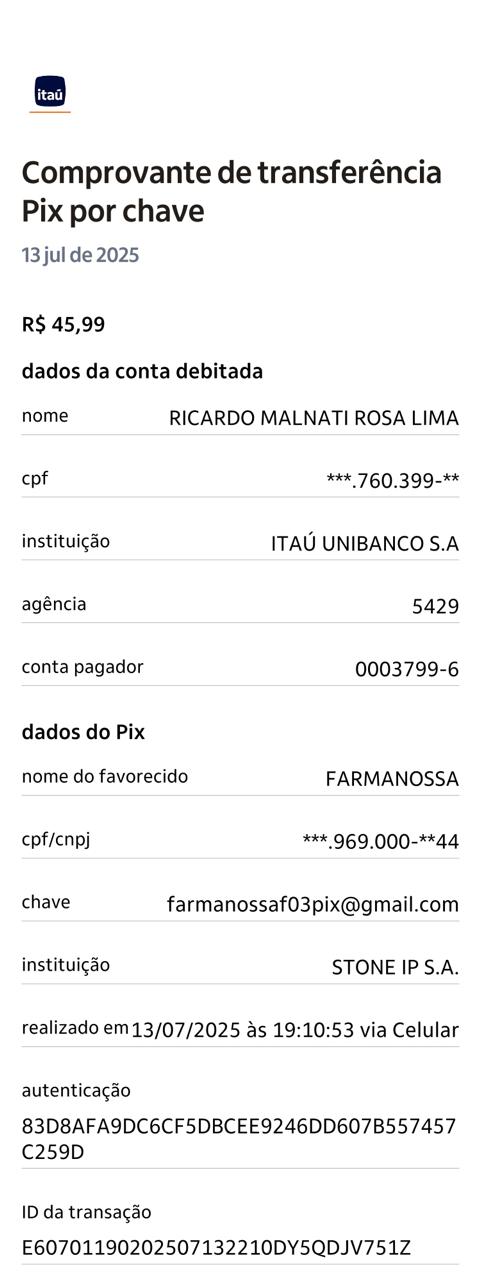 itaú
Comprovante de transferência
Pix por chave
13 jul de 2025
R$ 45,99
dados da conta debitada
nome RICARDO MALNATI ROSA LIMA
cpf ***.760.399-**
instituição ITAÚ UNIBANCO S.A
agência 5429
conta pagador 0003799-6
dados do Pix
nome do favorecido FARMANOSSA
cpf/cnpj ***.969.000-**44
chave farmanossaf03pix@gmail.com
instituição STONE IP S.A.
realizado em 13/07/2025 às 19:10:53 via Celular
autenticação
83D8AFA9DC6CF5DBCEE9246DD607B557457
C259D
ID da transação
E60701190202507132210DY5QDJV751Z